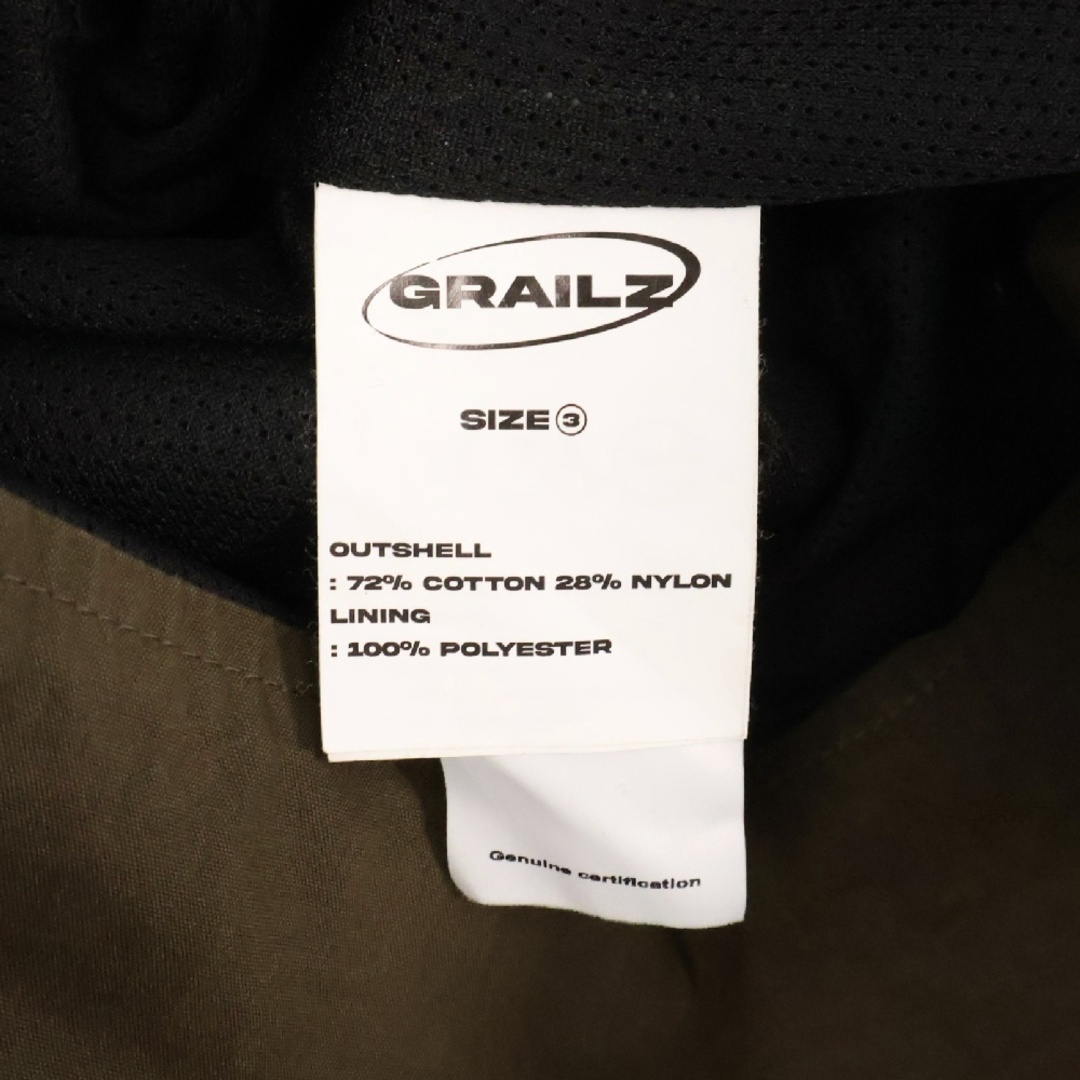 GRAILZ
SIZE ③
OUTSHELL
: 72% COTTON 28% NYLON
LINING
: 100% POLYESTER
Genuine certification